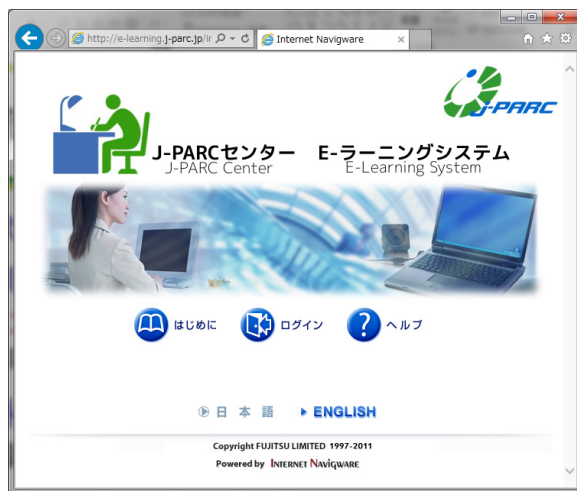 http://e-learning.j-parc.jp/ir
Internet Navigware
J-PARC
J-PARCセンター E-ラーニングシステム
J-PARC Center E-Learning System
はじめに ログイン ヘルプ
日本語 ENGLISH
Copyright FUJITSU LIMITED 1997-2011
Powered by INTERNET NAVIGWARE